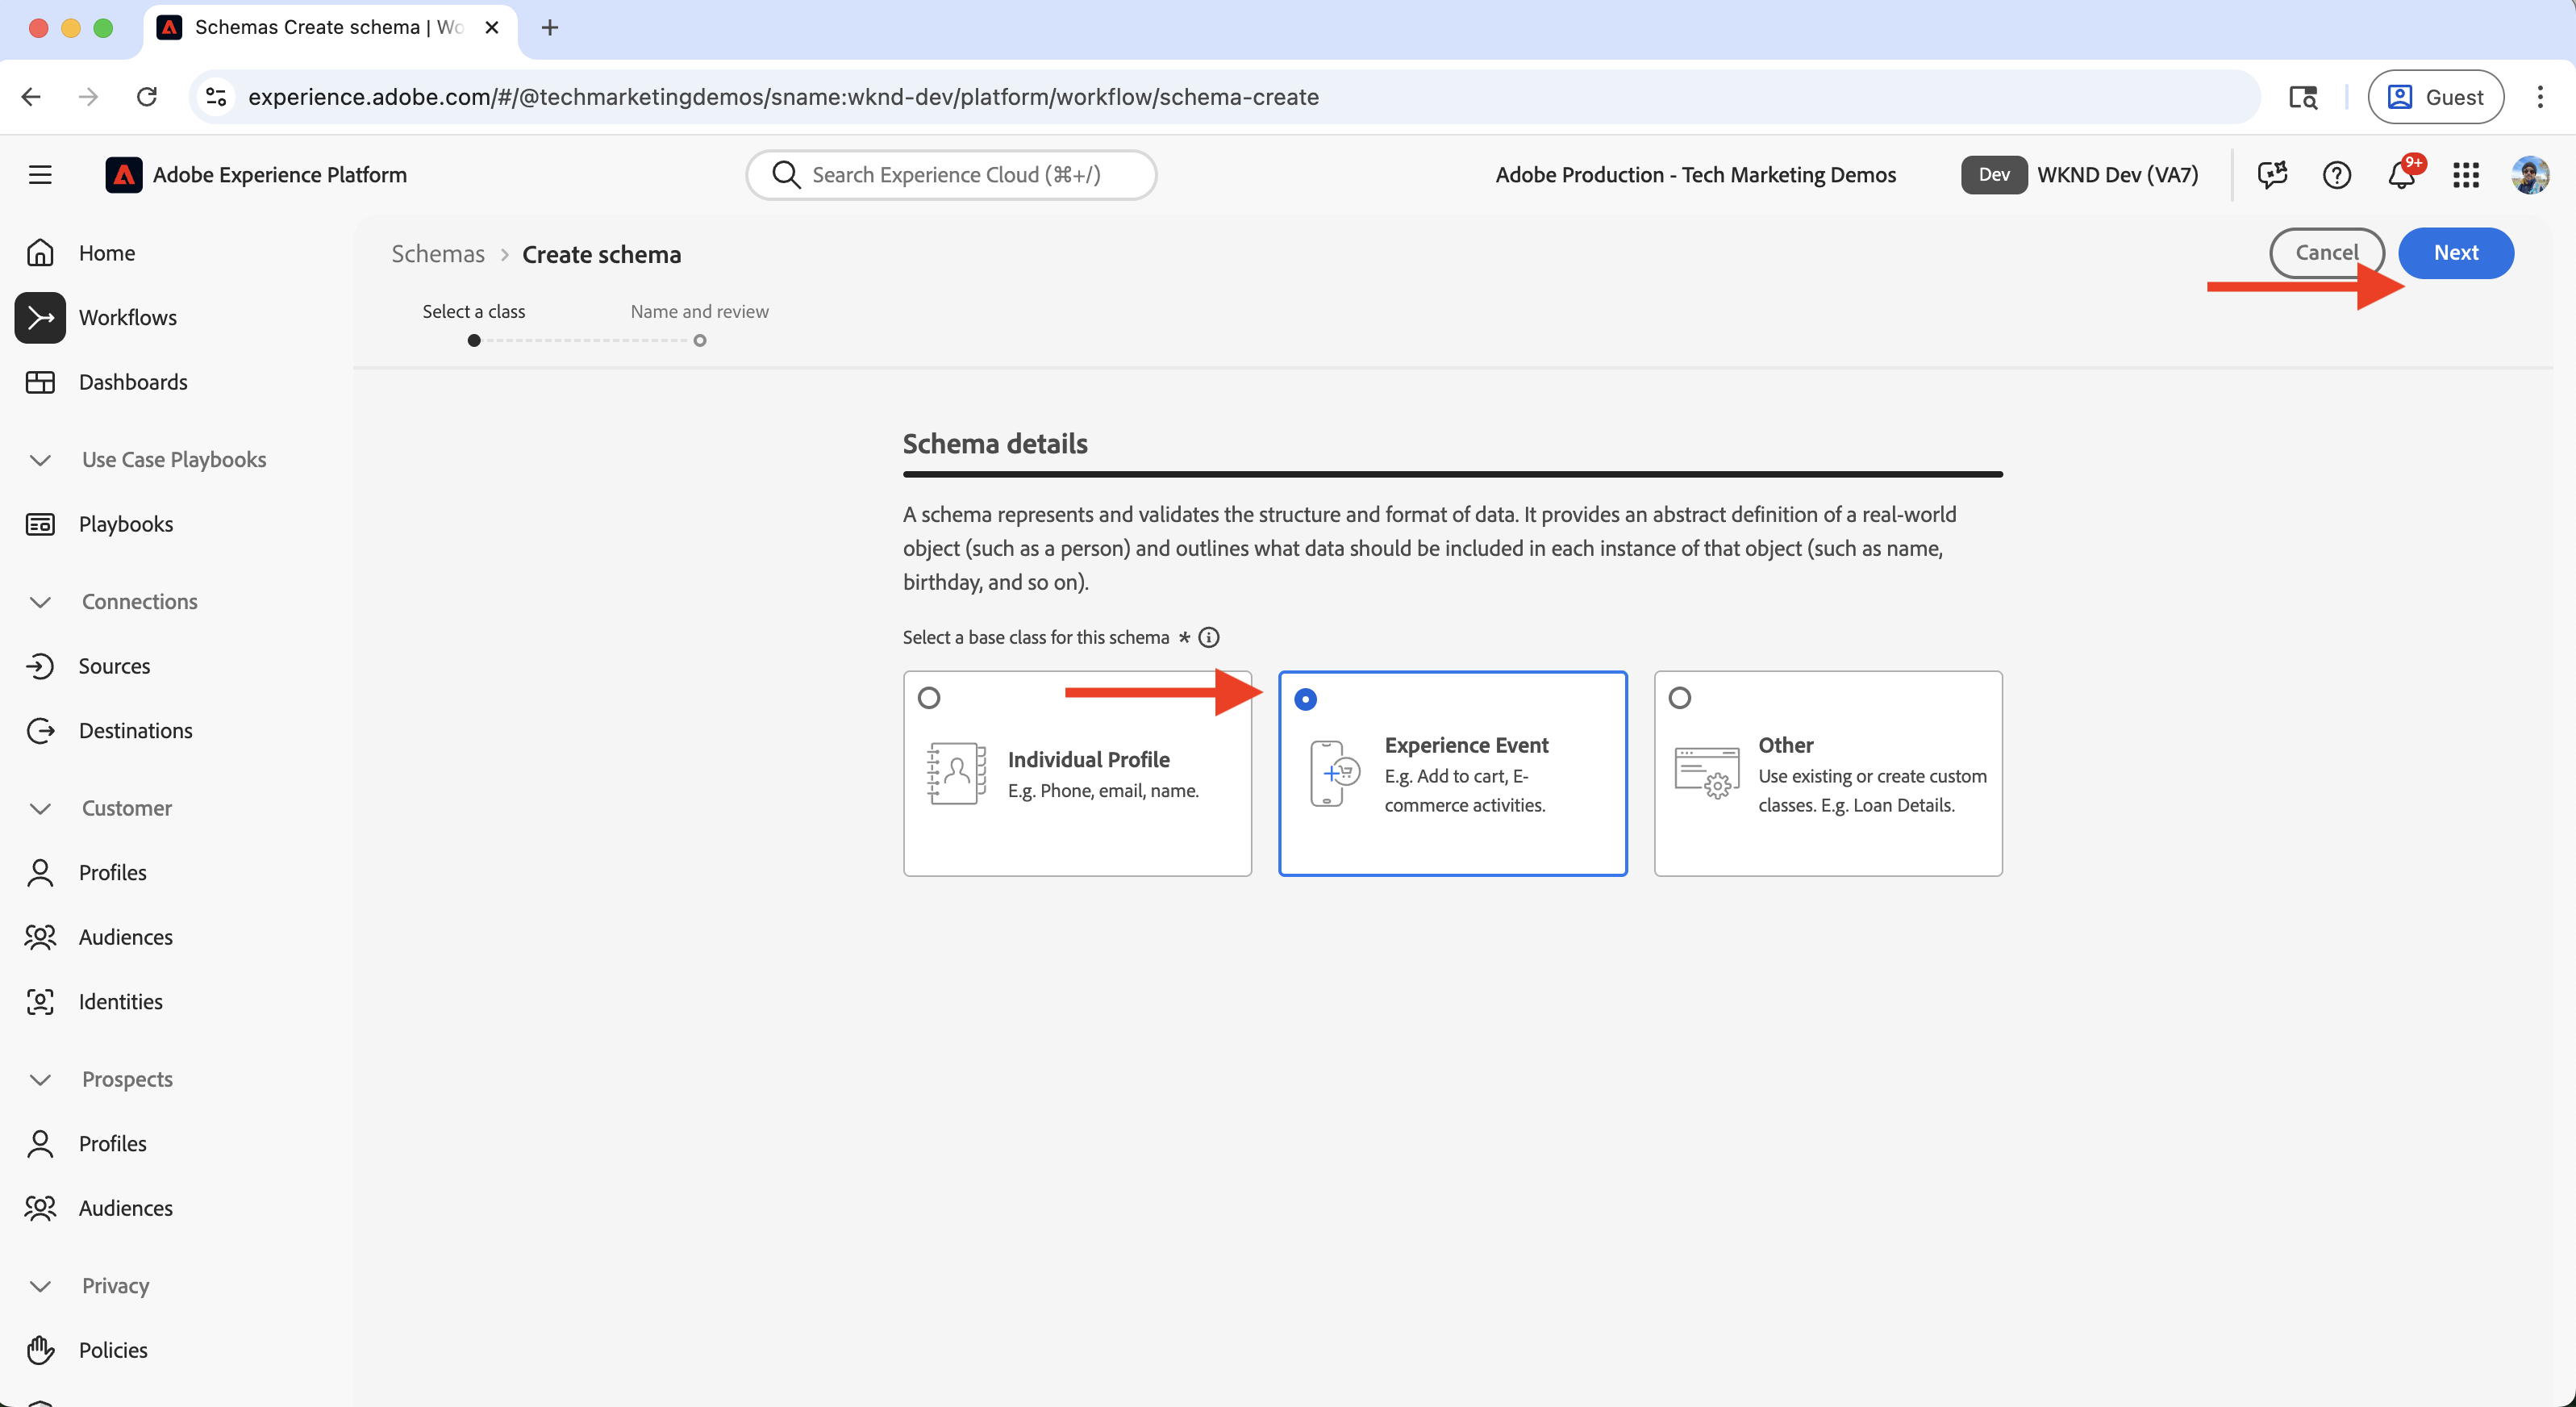 Schemas Create schema | Wo
experience.adobe.com/#/@techmarketingdemos/sname:wknd-dev/platform/workflow/schema-create
Guest
Adobe Experience Platform
Search Experience Cloud (⌘+/)
Adobe Production - Tech Marketing Demos
Dev
WKND Dev (VA7)
9+
Home
Workflows
Dashboards
Use Case Playbooks
Playbooks
Connections
Sources
Destinations
Customer
Profiles
Audiences
Identities
Prospects
Profiles
Audiences
Privacy
Policies
Schemas > Create schema
Cancel
Next
Select a class
Name and review
Schema details
A schema represents and validates the structure and format of data. It provides an abstract definition of a real-world
object (such as a person) and outlines what data should be included in each instance of that object (such as name,
birthday, and so on).
Select a base class for this schema *
Individual Profile
E.g. Phone, email, name.
Experience Event
E.g. Add to cart, E-
commerce activities.
Other
Use existing or create custom
classes. E.g. Loan Details.